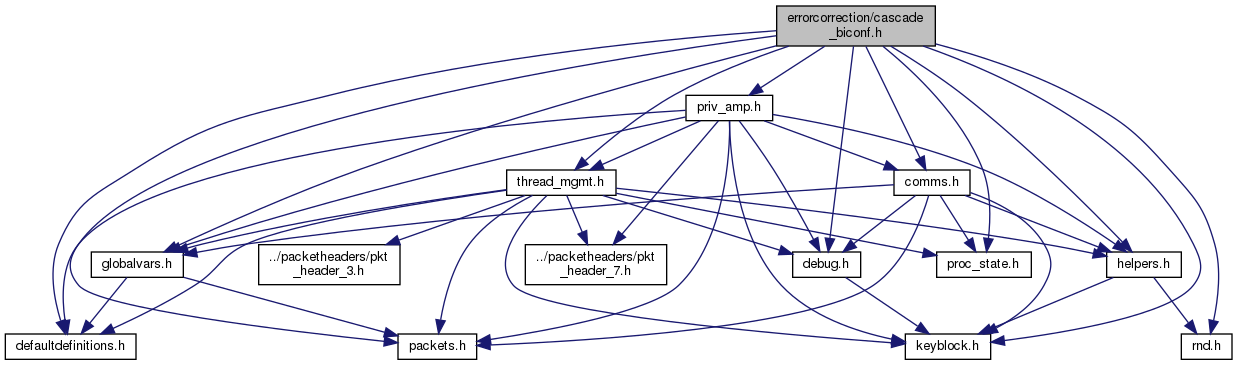 errorcorrection/cascade
_biconf.h
priv_amp.h
thread_mgmt.h
comms.h
globalvars.h
../packetheaders/pkt
_header_3.h
../packetheaders/pkt
_header_7.h
debug.h
proc_state.h
helpers.h
defaultdefinitions.h
packets.h
keyblock.h
rnd.h